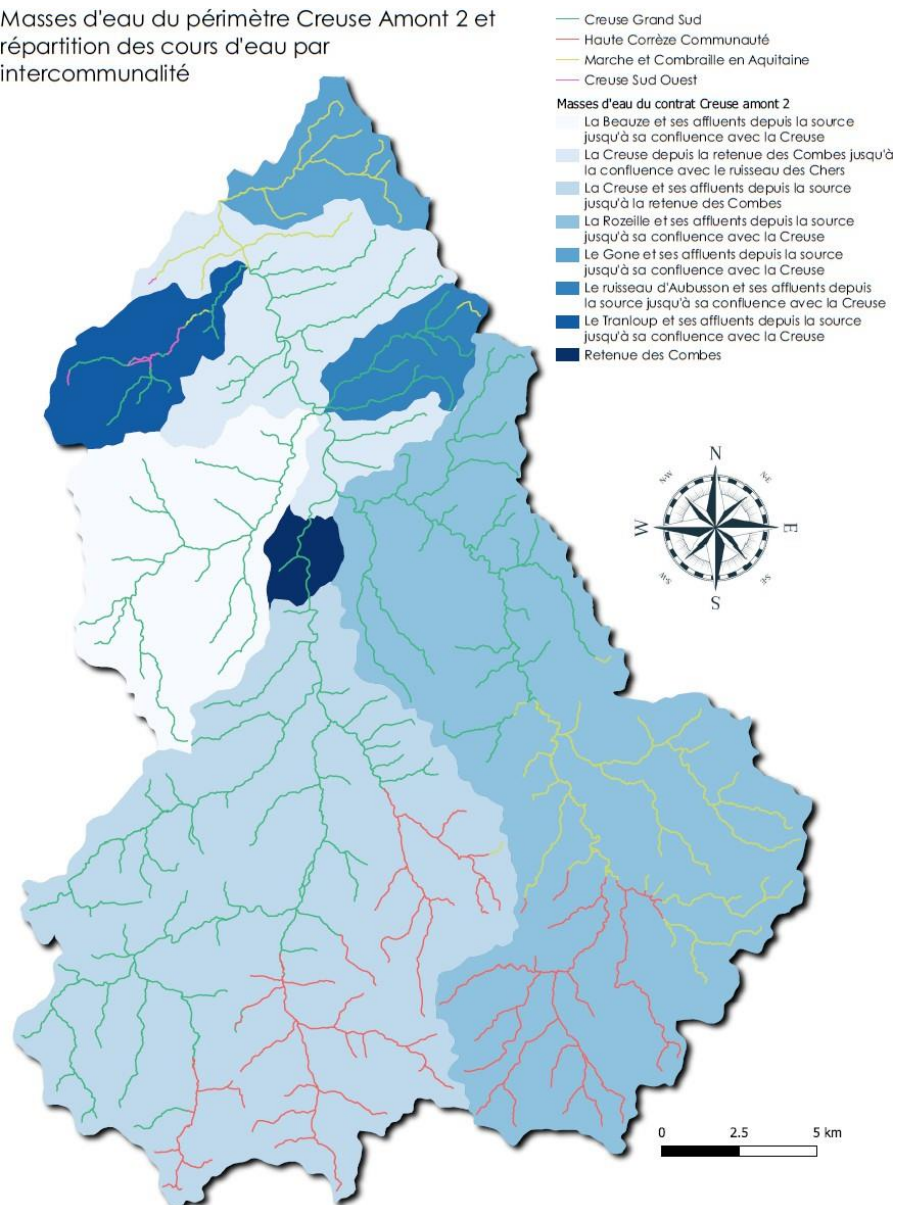 Masses d'eau du périmètre Creuse Amont 2 et
répartition des cours d'eau par
intercommunalité
Creuse Grand Sud
Haute Corrèze Communauté
Marche et Combraille en Aquitaine
Creuse Sud Ouest
Masses d'eau du contrat Creuse amont 2
La Beauze et ses affluents depuis la source
jusqu'à sa confluence avec la Creuse
La Creuse depuis la retenue des Combes jusqu'à
la confluence avec le ruisseau des Chers
La Creuse et ses affluents depuis la source
jusqu'à la retenue des Combes
La Rozeille et ses affluents depuis la source
jusqu'à sa confluence avec la Creuse
Le Gone et ses affluents depuis la source
jusqu'à sa confluence avec la Creuse
Le ruisseau d'Aubusson et ses affluents depuis
la source jusqu'à sa confluence avec la Creuse
Le Tranloup et ses affluents depuis la source
jusqu'à sa confluence avec la Creuse
Retenue des Combes
N
N-W
N-E
W
E
S-W
S-E
S
0 2.5 5 km